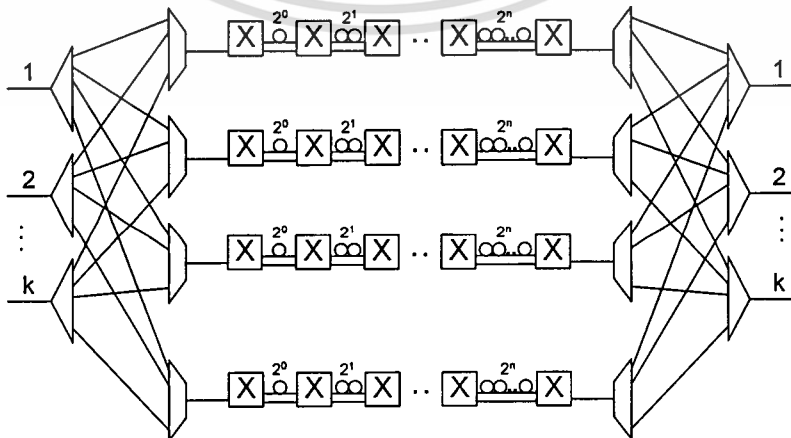 2⁰ 2¹ 2ⁿ
X X X .. X X
1 1
2⁰ 2¹ 2ⁿ
X X X .. X X
2 2
⋮ ⋮
2⁰ 2¹ 2ⁿ
X X X .. X X
k k
2⁰ 2¹ 2ⁿ
X X X .. X X